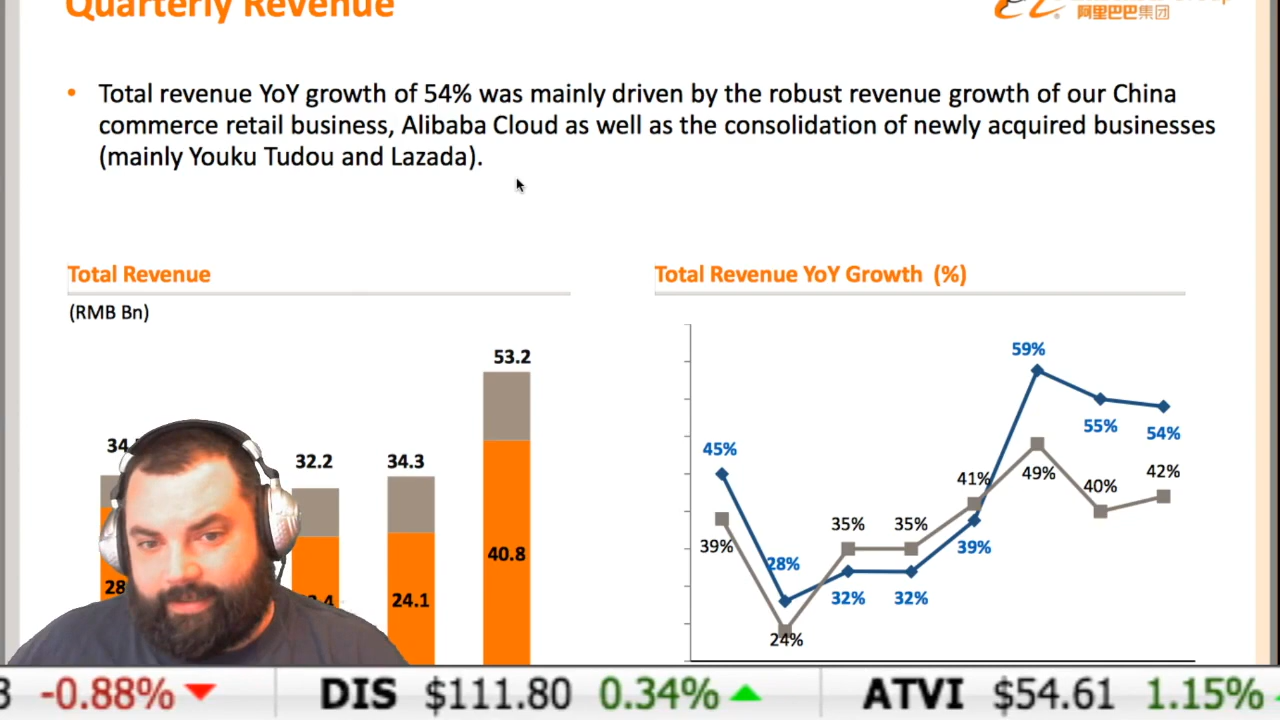 Quarterly Revenue
阿里巴巴集团
• Total revenue YoY growth of 54% was mainly driven by the robust revenue growth of our China
commerce retail business, Alibaba Cloud as well as the consolidation of newly acquired businesses
(mainly Youku Tudou and Lazada).
Total Revenue
(RMB Bn)
53.2
34.3
32.2
34
40.8
24.1
28
Total Revenue YoY Growth (%)
59%
55%
54%
45%
49%
42%
41%
40%
39%
35%
35%
39%
28%
32%
32%
24%
-0.88%
DIS $111.80 0.34%
ATVI $54.61 1.15%